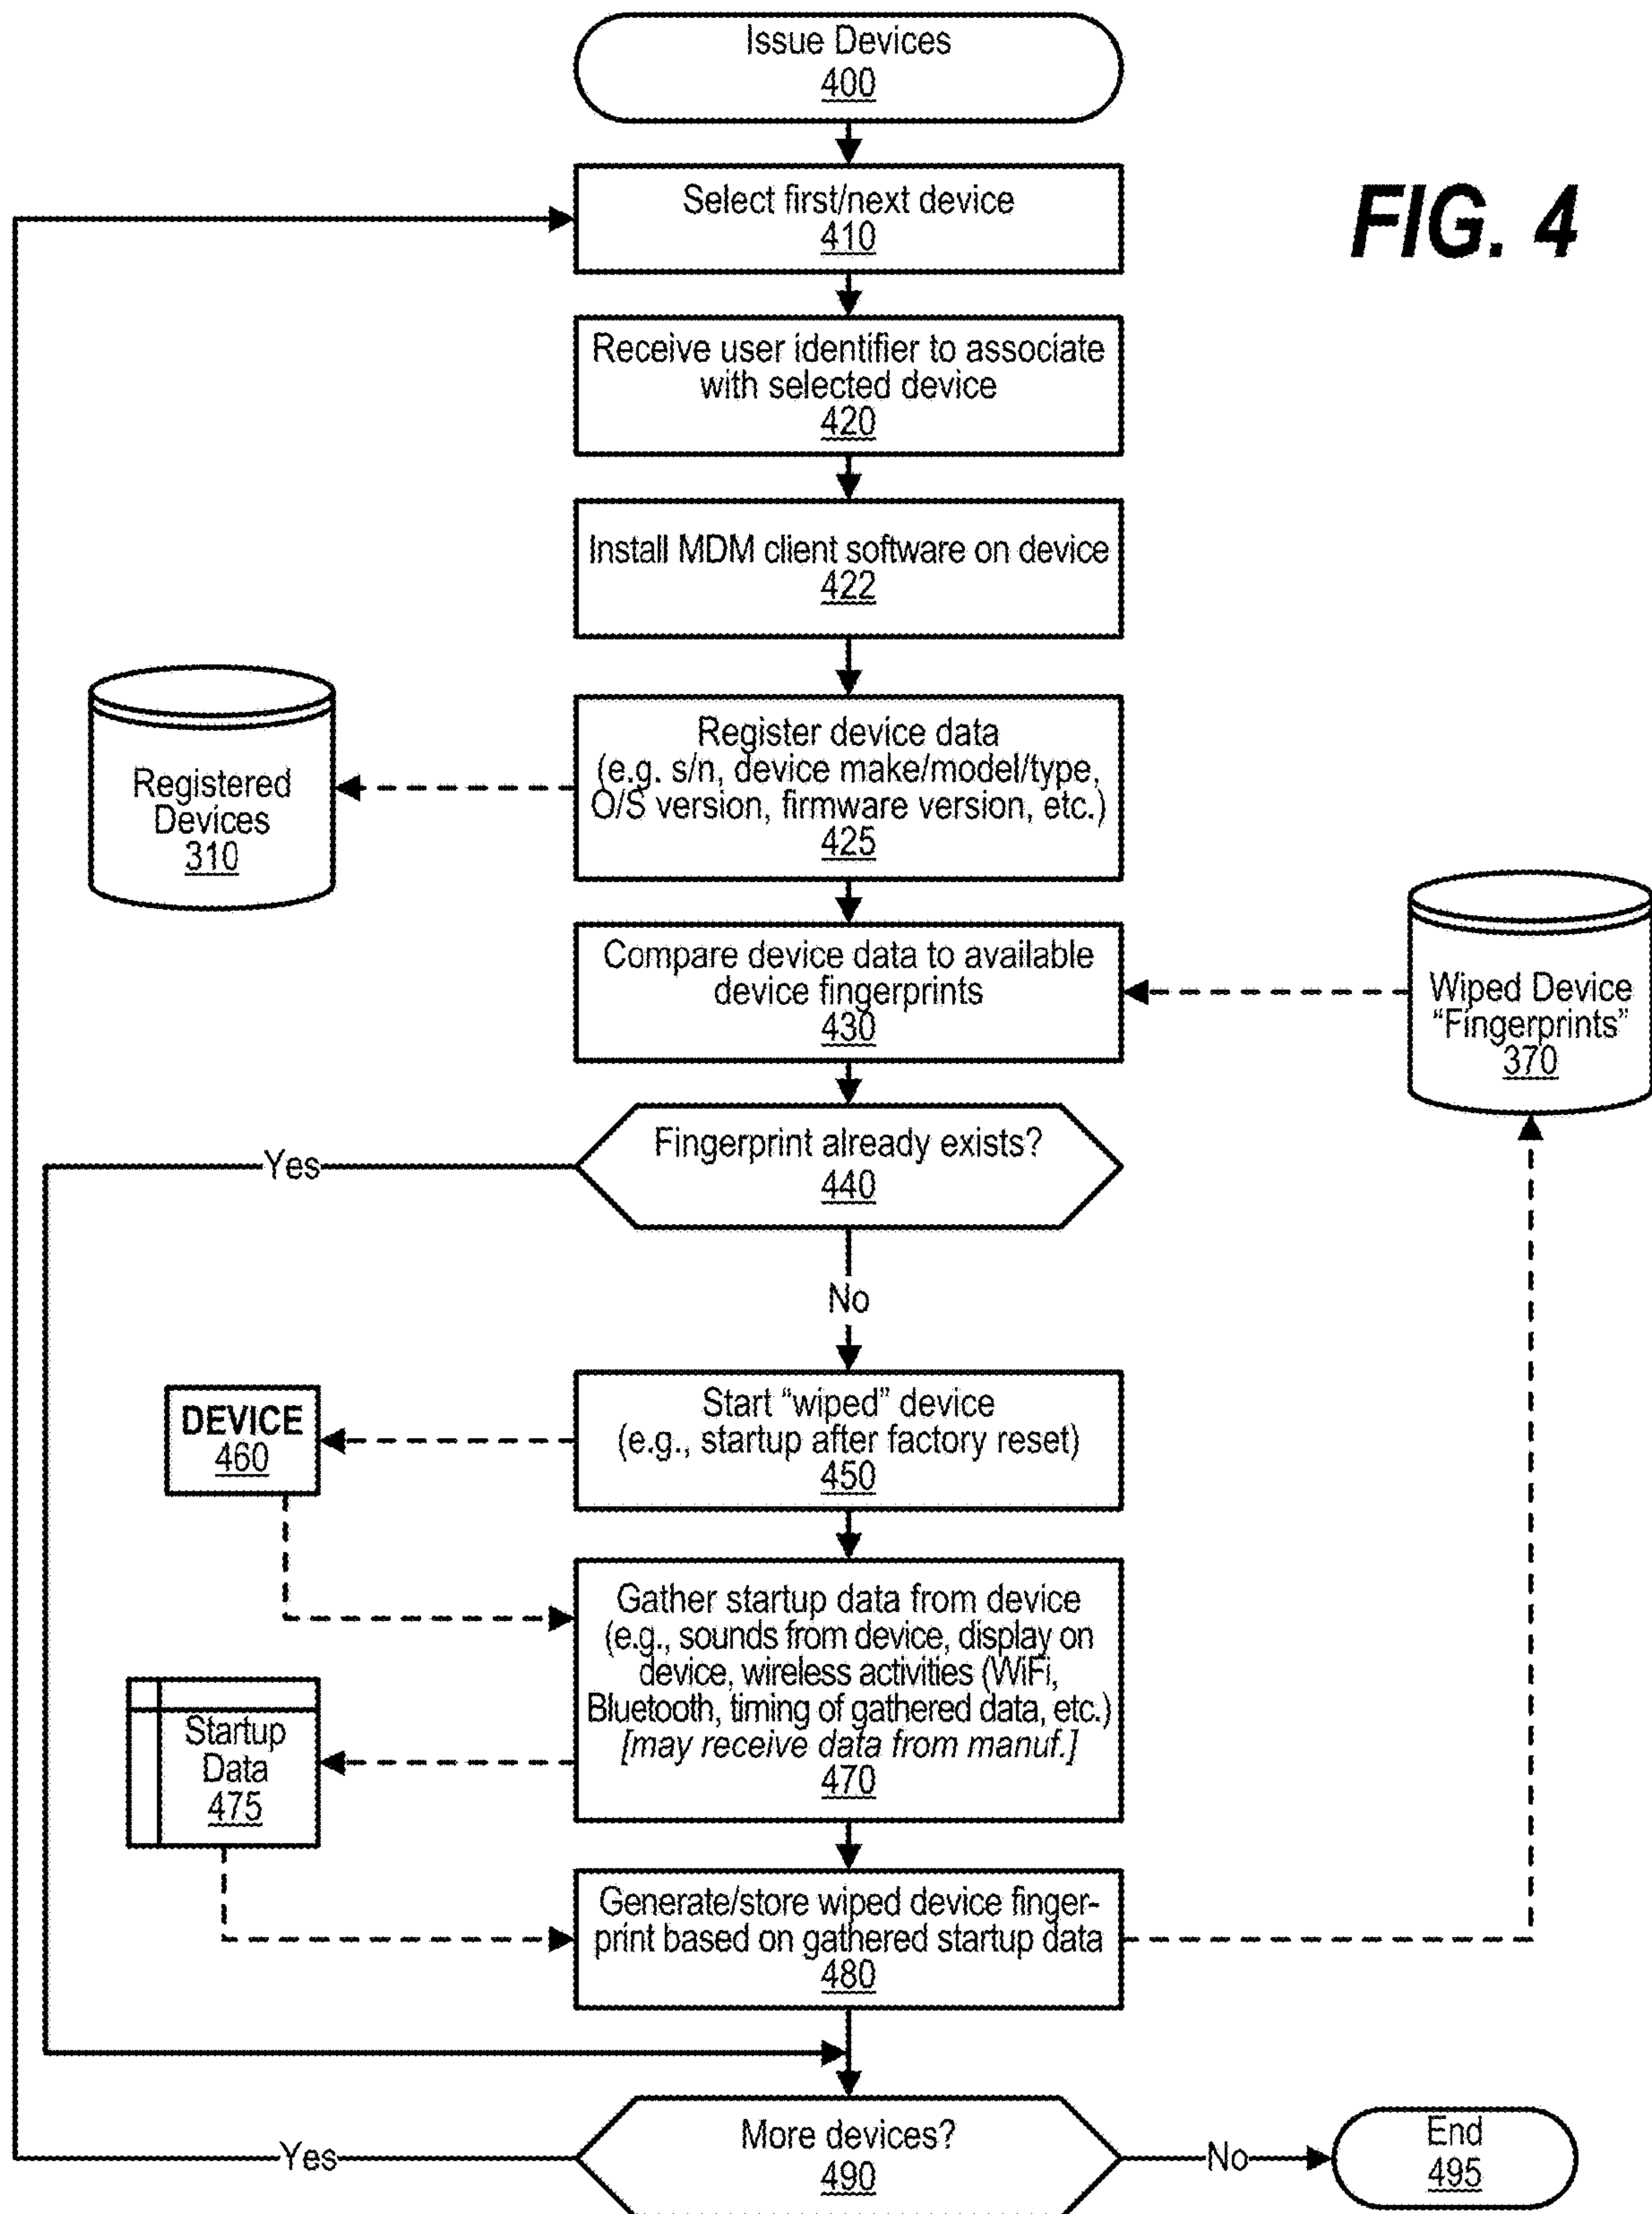 Issue Devices
400
FIG. 4
Select first/next device
410
Receive user identifier to associate
with selected device
420
Install MDM client software on device
422
Register device data
(e.g. s/n, device make/model/type,
O/S version, firmware version, etc.)
425
Registered
Devices
310
Compare device data to available
device fingerprints
430
Wiped Device
“Fingerprints”
370
Fingerprint already exists?
440
Yes
No
Start “wiped” device
(e.g., startup after factory reset)
450
DEVICE
460
Gather startup data from device
(e.g., sounds from device, display on
device, wireless activities (WiFi,
Bluetooth, timing of gathered data, etc.)
[may receive data from manuf.]
470
Startup
Data
475
Generate/store wiped device finger-
print based on gathered startup data
480
More devices?
490
Yes
No
End
495